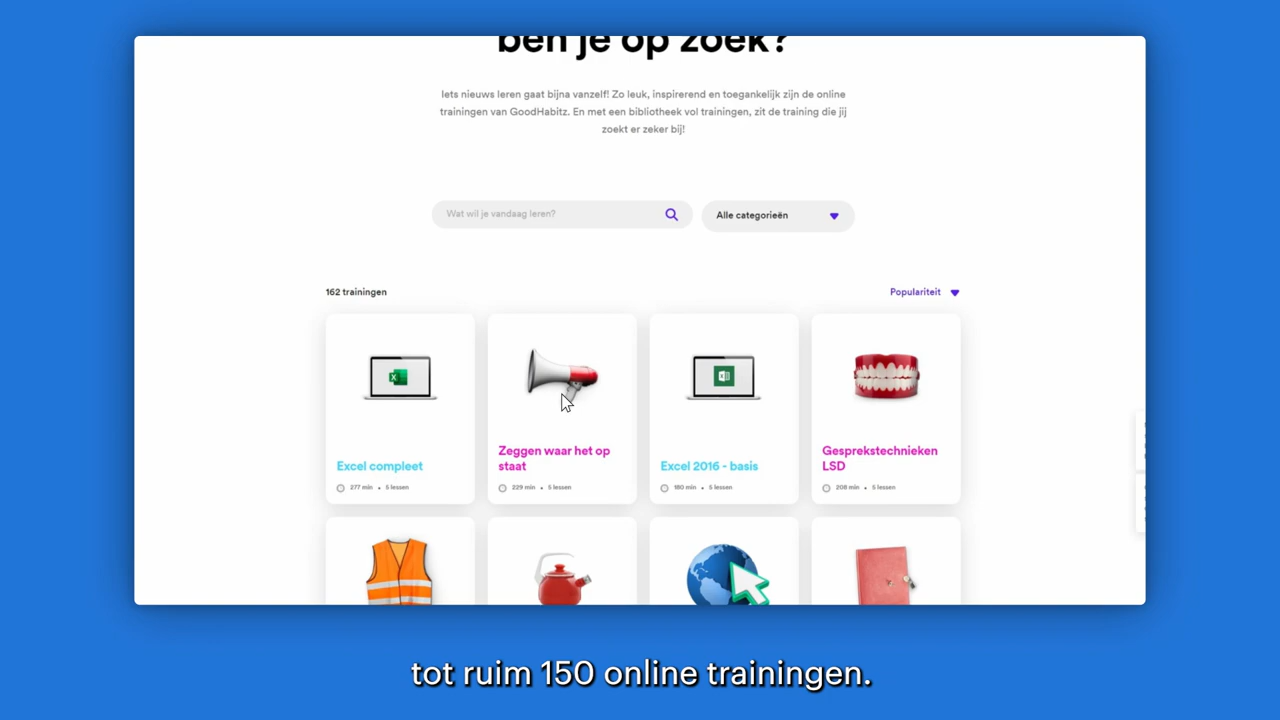 ben je op zoek?
Iets nieuws leren gaat bijna vanzelf! Zo leuk, inspirerend en toegankelijk zijn de online
trainingen van GoodHabitz. En met een bibliotheek vol trainingen, zit de training die jij
zoekt er zeker bij!
Wat wil je vandaag leren?
Alle categorieën
162 trainingen
Populariteit
Excel compleet
277 min • 5 lessen
Zeggen waar het op
staat
229 min • 5 lessen
Excel 2016 - basis
180 min • 5 lessen
Gesprekstechnieken
LSD
208 min • 5 lessen
tot ruim 150 online trainingen.